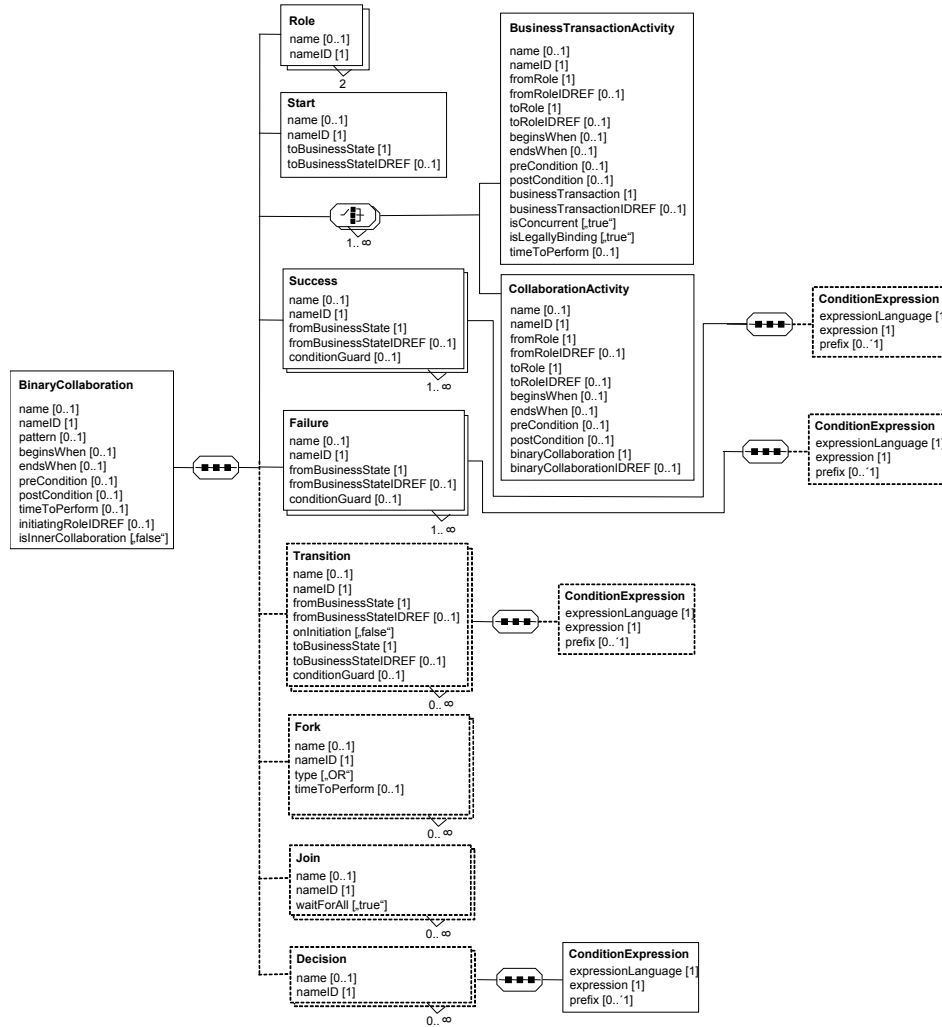 Role
name [0..1]
nameID [1]
2
Start
name [0..1]
nameID [1]
toBusinessState [1]
toBusinessStateIDREF [0..1]
1.. ∞
BusinessTransactionActivity
name [0..1]
nameID [1]
fromRole [1]
fromRoleIDREF [0..1]
toRole [1]
toRoleIDREF [0..1]
beginsWhen [0..1]
endsWhen [0..1]
preCondition [0..1]
postCondition [0..1]
businessTransaction [1]
businessTransactionIDREF [0..1]
isConcurrent [„true“]
isLegallyBinding [„true“]
timeToPerform [0..1]
Success
name [0..1]
nameID [1]
fromBusinessState [1]
fromBusinessStateIDREF [0..1]
conditionGuard [0..1]
1.. ∞
CollaborationActivity
name [0..1]
nameID [1]
fromRole [1]
fromRoleIDREF [0..1]
toRole [1]
toRoleIDREF [0..1]
beginsWhen [0..1]
endsWhen [0..1]
preCondition [0..1]
postCondition [0..1]
binaryCollaboration [1]
binaryCollaborationIDREF [0..1]
ConditionExpression
expressionLanguage [1]
expression [1]
prefix [0..´1]
BinaryCollaboration
name [0..1]
nameID [1]
pattern [0..1]
beginsWhen [0..1]
endsWhen [0..1]
preCondition [0..1]
postCondition [0..1]
timeToPerform [0..1]
initiatingRoleIDREF [0..1]
isInnerCollaboration [„false“]
Failure
name [0..1]
nameID [1]
fromBusinessState [1]
fromBusinessStateIDREF [0..1]
conditionGuard [0..1]
1.. ∞
ConditionExpression
expressionLanguage [1]
expression [1]
prefix [0..´1]
Transition
name [0..1]
nameID [1]
fromBusinessState [1]
fromBusinessStateIDREF [0..1]
onInitiation [„false“]
toBusinessState [1]
toBusinessStateIDREF [0..1]
conditionGuard [0..1]
0.. ∞
ConditionExpression
expressionLanguage [1]
expression [1]
prefix [0..´1]
Fork
name [0..1]
nameID [1]
type [„OR“]
timeToPerform [0..1]
0.. ∞
Join
name [0..1]
nameID [1]
waitForAll [„true“]
0.. ∞
Decision
name [0..1]
nameID [1]
0.. ∞
ConditionExpression
expressionLanguage [1]
expression [1]
prefix [0..´1]